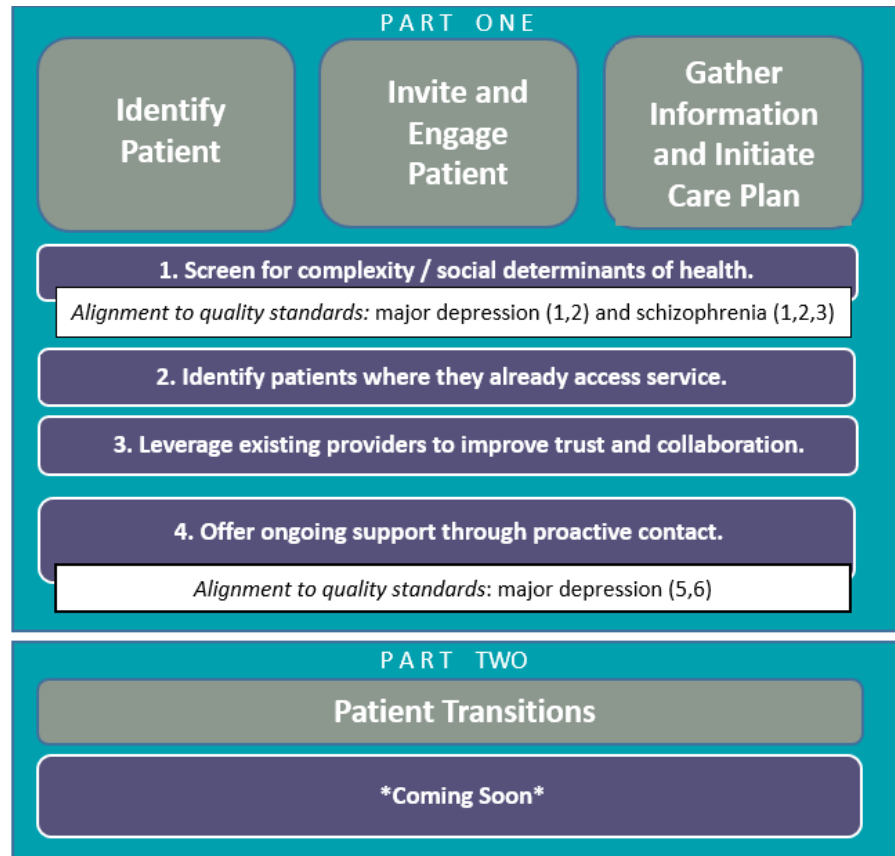 PART ONE
Identify
Patient
Invite and
Engage
Patient
Gather
Information
and Initiate
Care Plan
1. Screen for complexity / social determinants of health.
Alignment to quality standards: major depression (1,2) and schizophrenia (1,2,3)
2. Identify patients where they already access service.
3. Leverage existing providers to improve trust and collaboration.
4. Offer ongoing support through proactive contact.
Alignment to quality standards: major depression (5,6)
PART TWO
Patient Transitions
*Coming Soon*